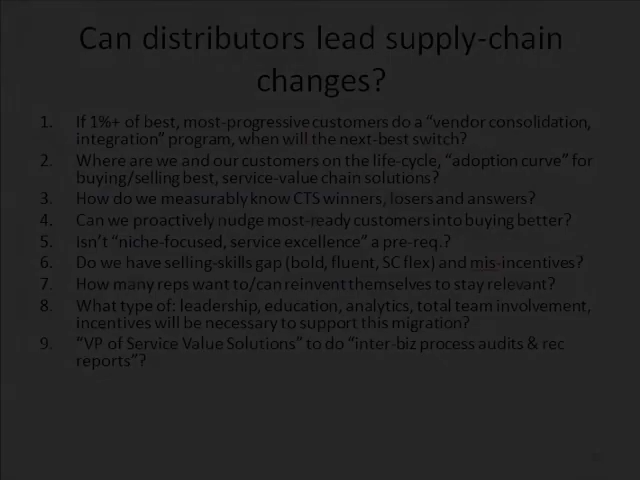 Can distributors lead supply-chain
changes?
1. If 1%+ of best, most-progressive customers do a “vendor consolidation,
integration” program, when will the next-best switch?
2. Where are we and our customers on the life-cycle, “adoption curve” for
buying/selling best, service-value chain solutions?
3. How do we measurably know CTS winners, losers and answers?
4. Can we proactively nudge most-ready customers into buying better?
5. Isn’t “niche-focused, service excellence” a pre-req.?
6. Do we have selling-skills gap (bold, fluent, SC flex) and mis-incentives?
7. How many reps want to/can reinvent themselves to stay relevant?
8. What type of: leadership, education, analytics, total team involvement,
incentives will be necessary to support this migration?
9. “VP of Service Value Solutions” to do “inter-biz process audits & rec
reports”?